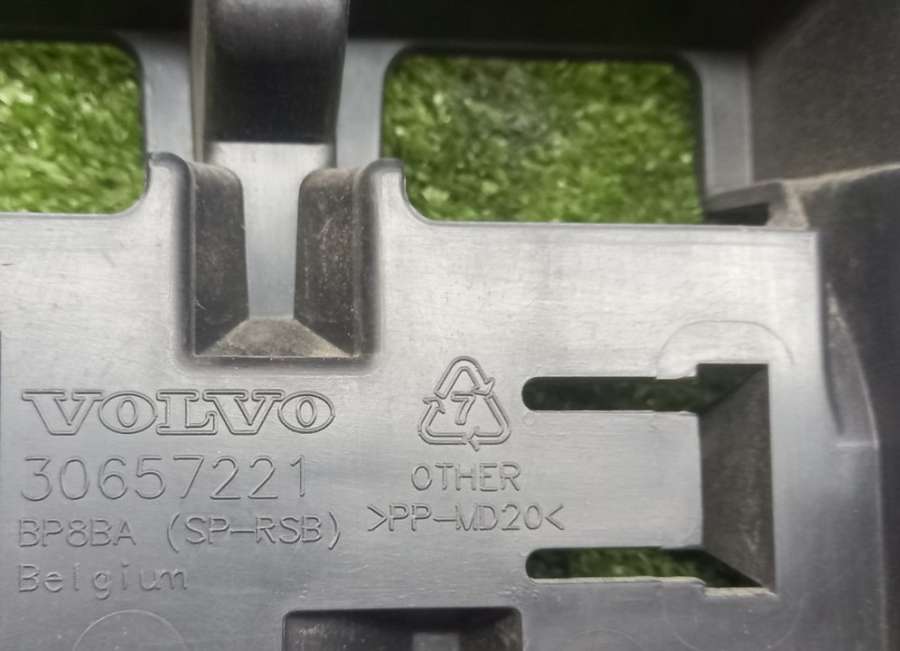 VOLVO
30657221
BP8BA (SP-RSB)
Belgium
7
OTHER
>PP-MD20<